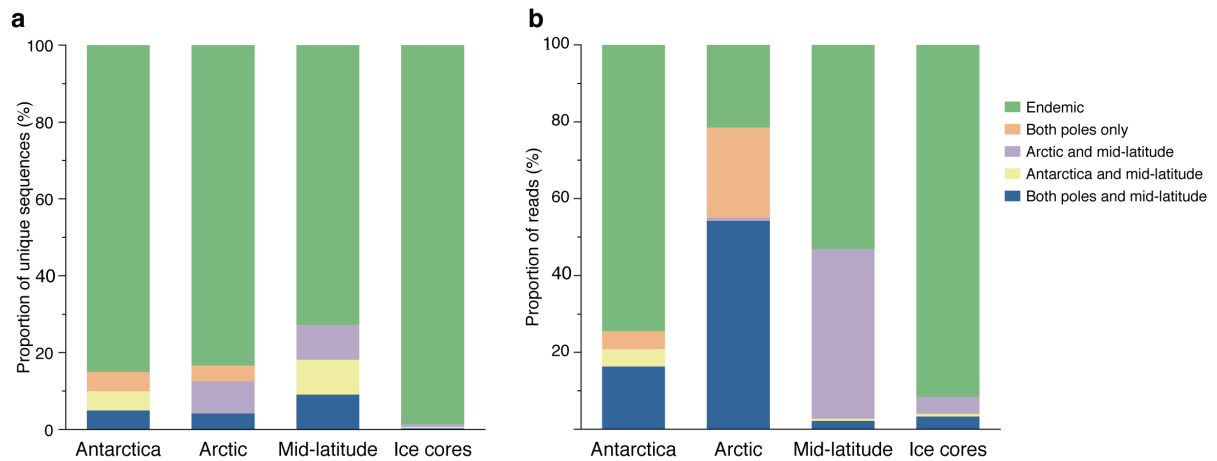 a
Proportion of unique sequences (%)
100
80
60
40
20
0
Antarctica
Arctic
Mid-latitude
Ice cores
b
Proportion of reads (%)
100
80
60
40
20
Antarctica
Arctic
Mid-latitude
Ice cores
Endemic
Both poles only
Arctic and mid-latitude
Antarctica and mid-latitude
Both poles and mid-latitude